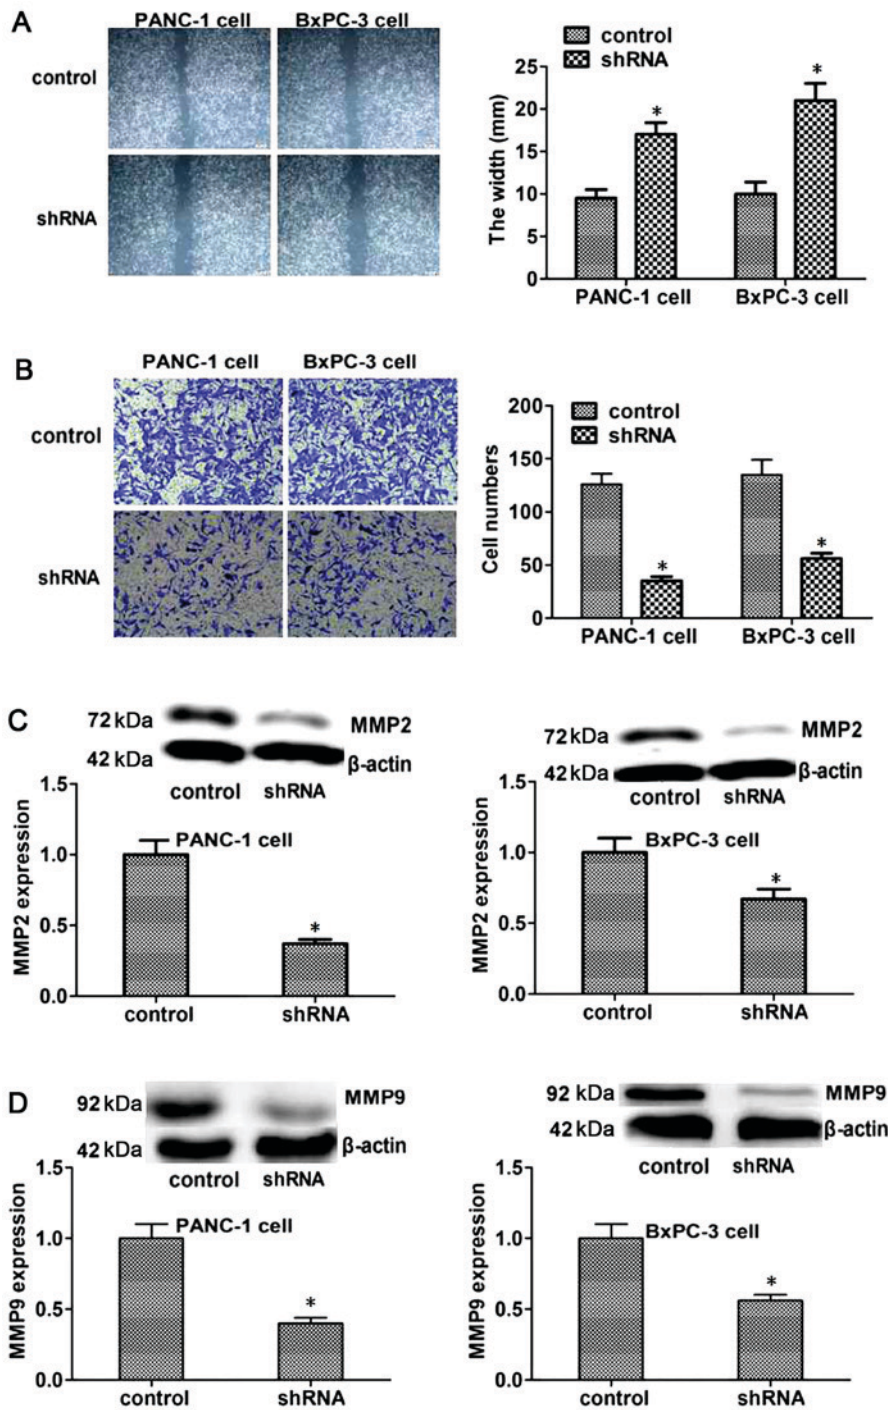 A
PANC-1 cell
BxPC-3 cell
control
shRNA
control
shRNA
The width (mm)
25
20
15
10
5
0
*
*
PANC-1 cell
BxPC-3 cell
B
PANC-1 cell
BxPC-3 cell
control
shRNA
control
shRNA
Cell numbers
200
150
100
50
0
*
*
PANC-1 cell
BxPC-3 cell
C
72 kDa
MMP2
42 kDa
β-actin
control
shRNA
PANC-1 cell
MMP2 expression
1.5
1.0
0.5
0.0
*
control
shRNA
72 kDa
MMP2
42 kDa
β-actin
control
shRNA
BxPC-3 cell
MMP2 expression
1.5
1.0
0.5
0.0
*
control
shRNA
D
92 kDa
MMP9
42 kDa
β-actin
control
shRNA
PANC-1 cell
MMP9 expression
1.5
1.0
0.5
0.0
*
control
shRNA
92 kDa
MMP9
42 kDa
β-actin
control
shRNA
BxPC-3 cell
MMP9 expression
1.5
1.0
0.5
0.0
*
control
shRNA